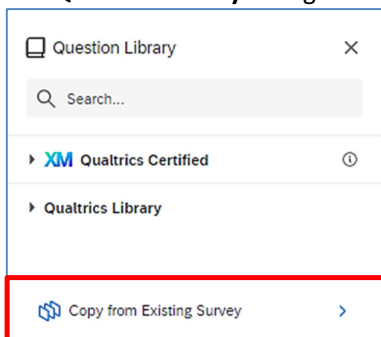 Question Library
Search...
XM Qualtrics Certified
Qualtrics Library
Copy from Existing Survey